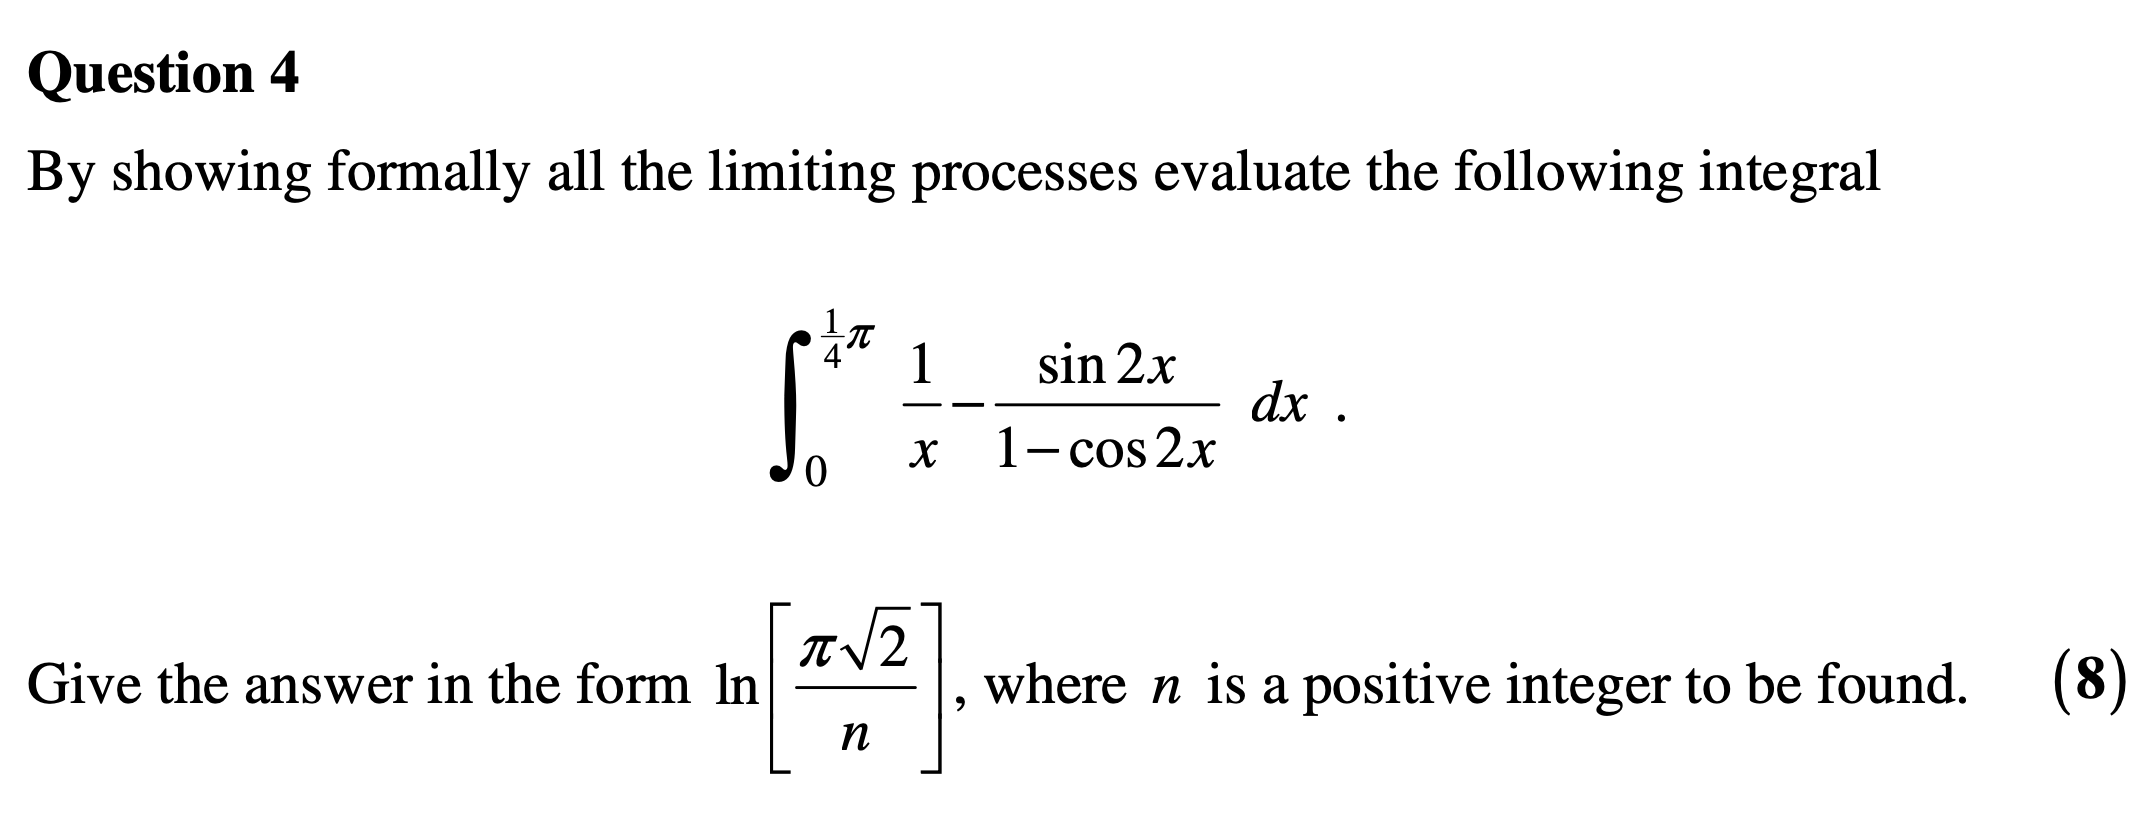 Question 4
By showing formally all the limiting processes evaluate the following integral
$\int_{0}^{\frac{1}{4}\pi} \frac{1}{x} - \frac{\sin 2x}{1 - \cos 2x} \, dx$ .
Give the answer in the form $\ln\left[\frac{\pi\sqrt{2}}{n}\right]$, where $n$ is a positive integer to be found. (8)